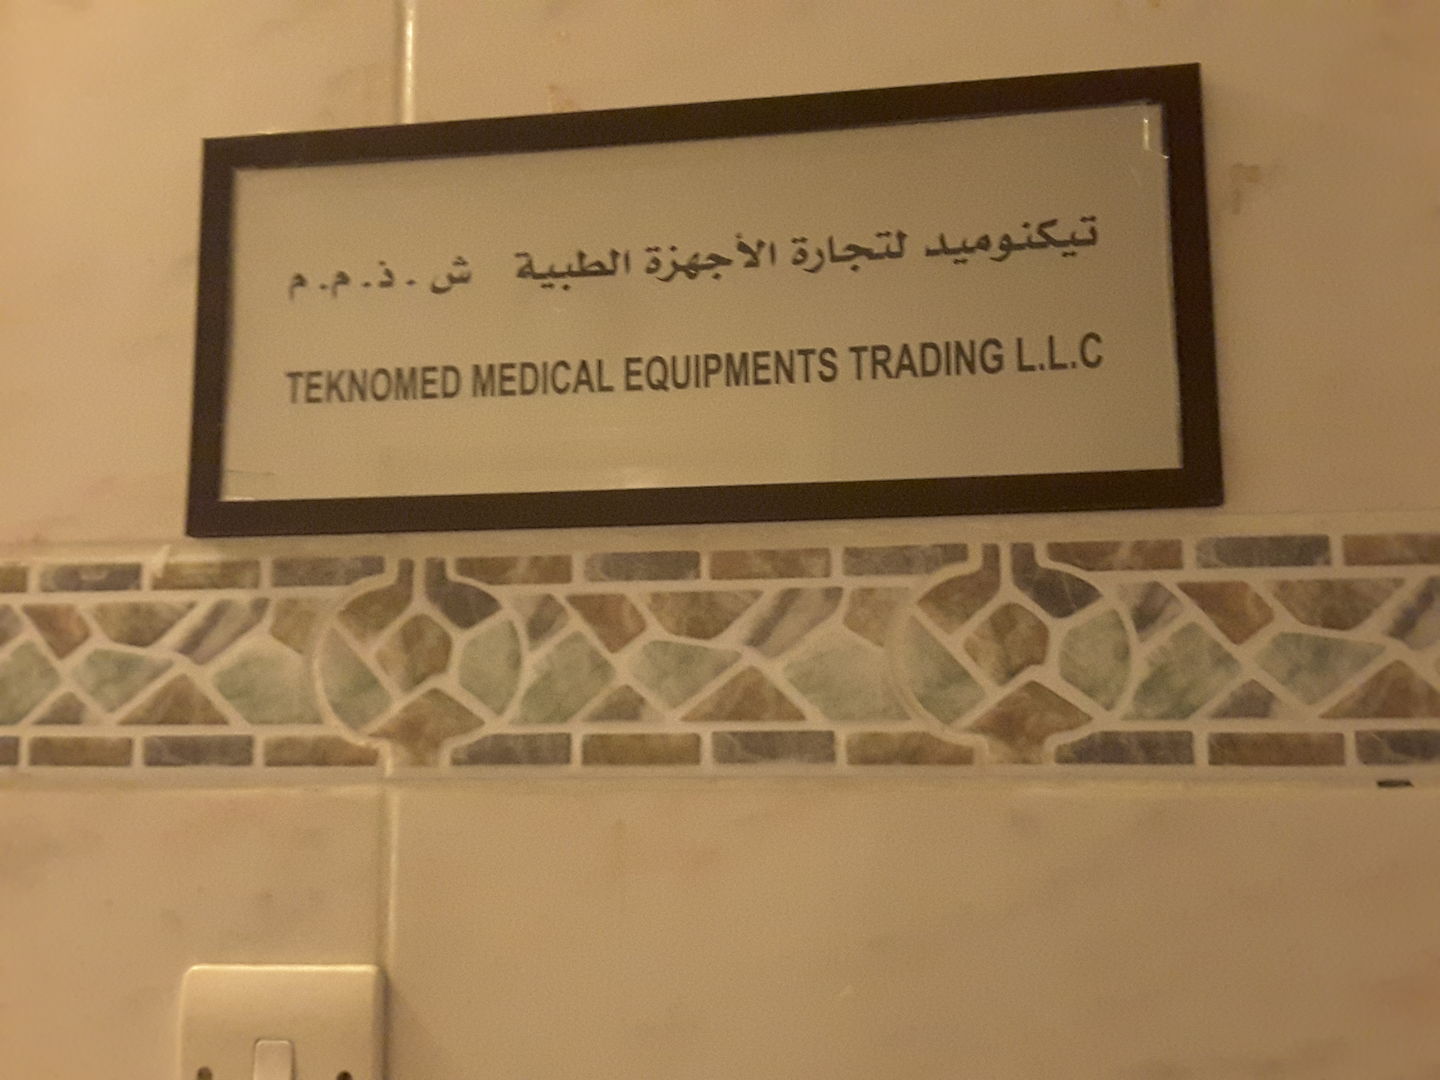 تيكنوميد لتجارة الأجهزة الطبية ش . ذ . م . م
TEKNOMED MEDICAL EQUIPMENTS TRADING L.L.C